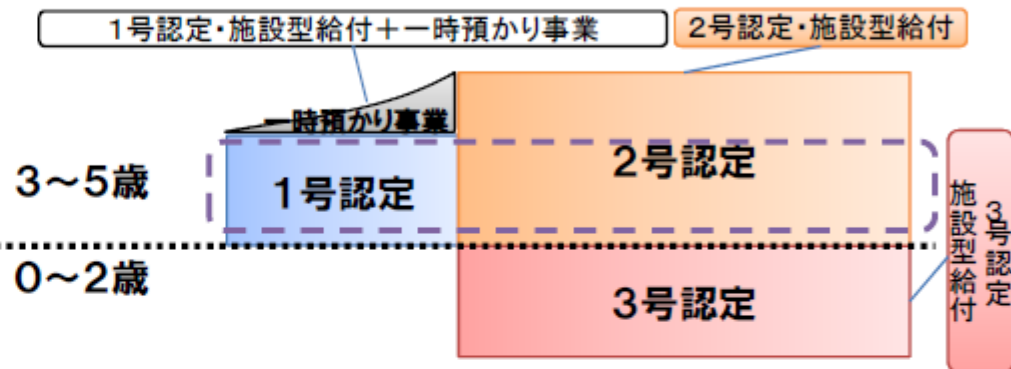 1号認定・施設型給付+一時預かり事業
2号認定・施設型給付
一時預かり事業
3~5歳
1号認定
2号認定
0~2歳
3号認定
3号認定
施設型給付